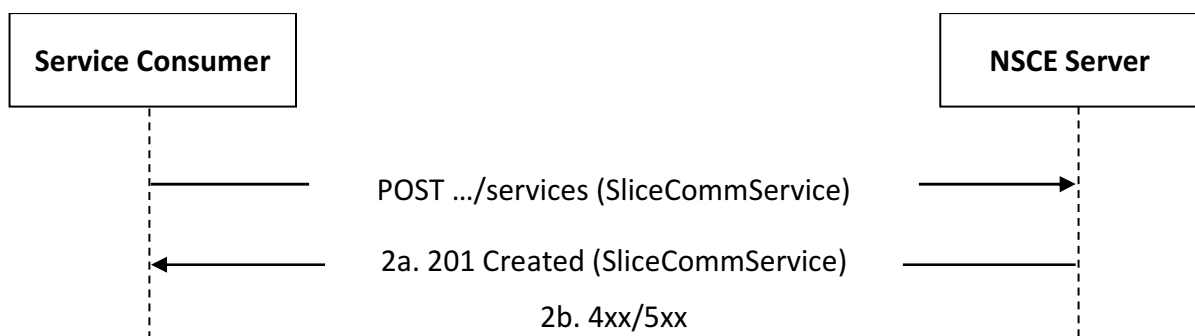 Service Consumer
NSCE Server
POST …/services (SliceCommService)
2a. 201 Created (SliceCommService)
2b. 4xx/5xx